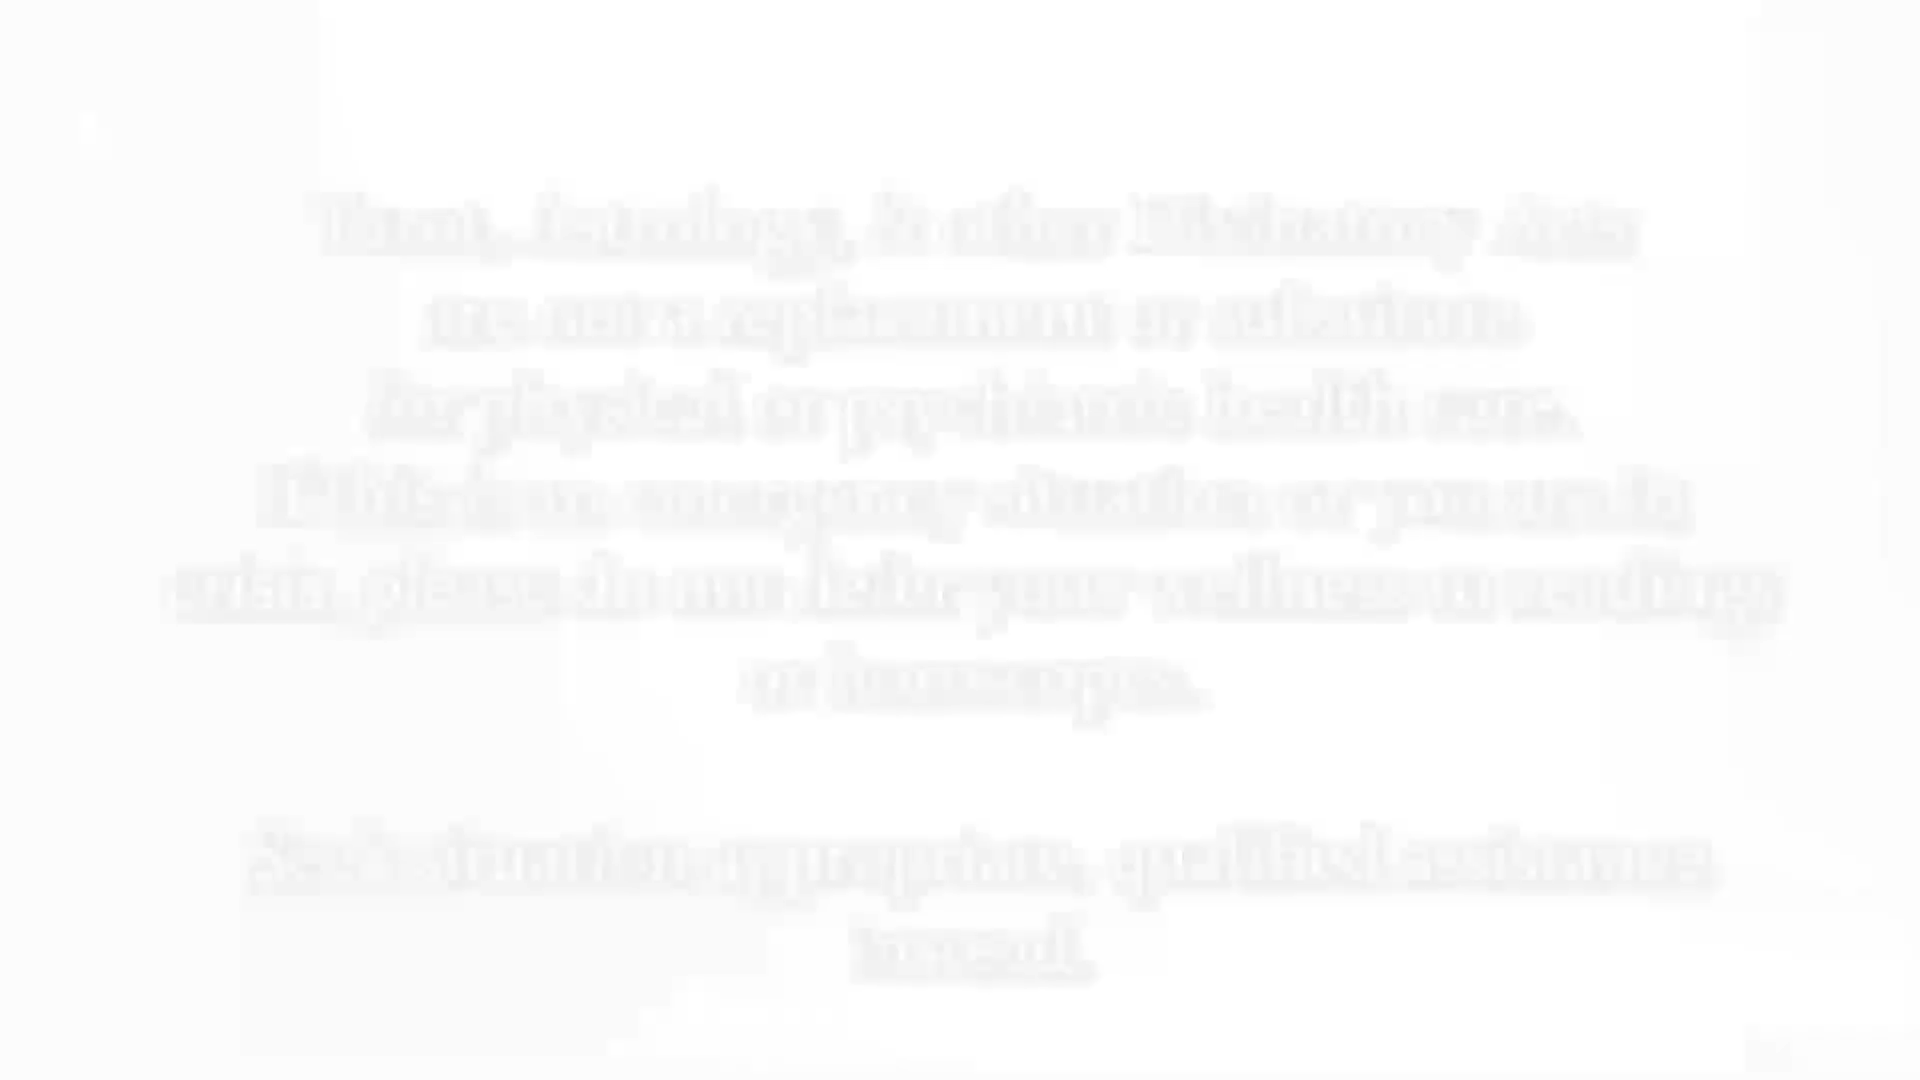 Tarot, Astrology, & other Divinatory Arts
are not a replacement or substitute
for physical or psychiatric health care.
If this is an emergency situation or you are in
crisis, please do not defer your wellness to readings
or horoscopes.
Seek situation appropriate, qualified assistance
instead.